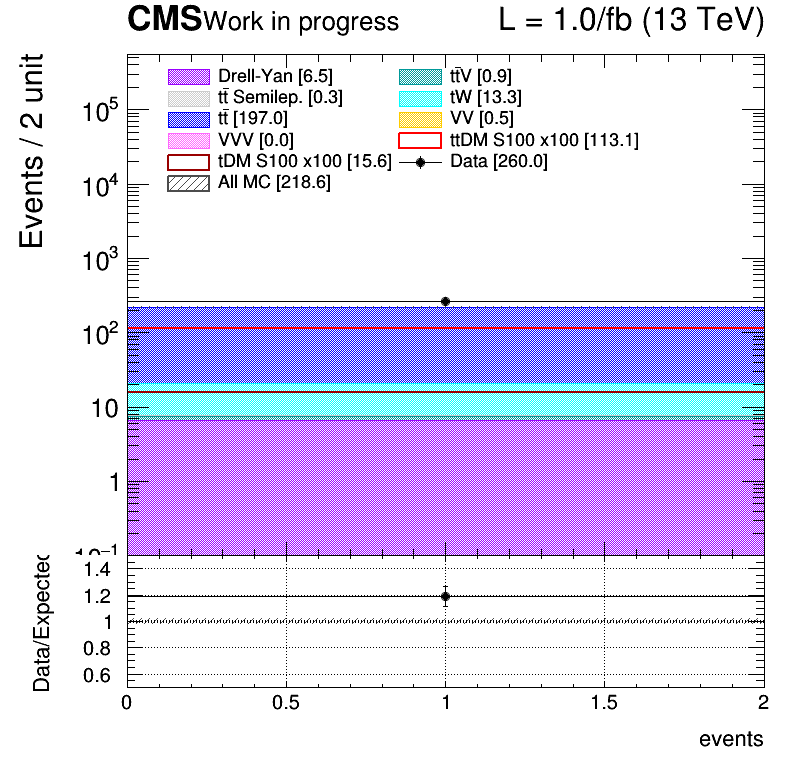 CMS Work in progress L = 1.0/fb (13 TeV)
Events / 2 unit
Drell-Yan [6.5] tt̄V [0.9]
tt̄ Semilep. [0.3] tW [13.3]
tt̄ [197.0] VV [0.5]
VVV [0.0] ttDM S100 x100 [113.1]
tDM S100 x100 [15.6] Data [260.0]
All MC [218.6]
10⁵
10⁴
10³
10²
10
1
10⁻¹
Data/Expected
1.4
1.2
1
0.8
0.6
0 0.5 1 1.5 2
events